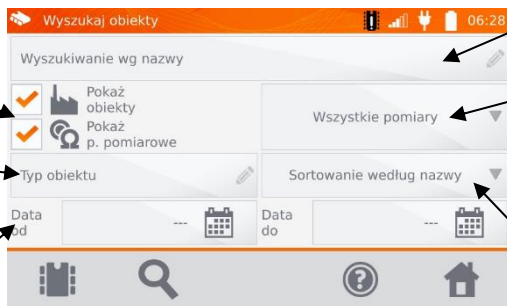 Wyszukaj obiekty
06:28
Wyszukiwanie wg nazwy
Pokaż
obiekty
Pokaż
p. pomiarowe
Wszystkie pomiary
Typ obiektu
Sortowanie według nazwy
Data
od
---
Data
do
---